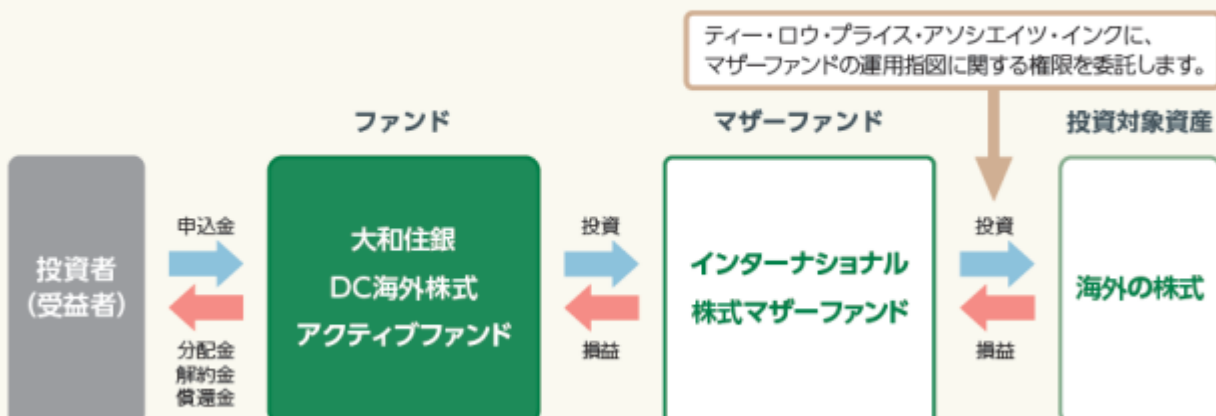 ティー・ロウ・プライス・アソシエイツ・インクに、
マザーファンドの運用指図に関する権限を委託します。
ファンド
マザーファンド
投資対象資産
投資者
(受益者)
申込金
分配金
解約金
償還金
大和住銀
DC海外株式
アクティブファンド
投資
損益
インターナショナル
株式マザーファンド
投資
損益
海外の株式